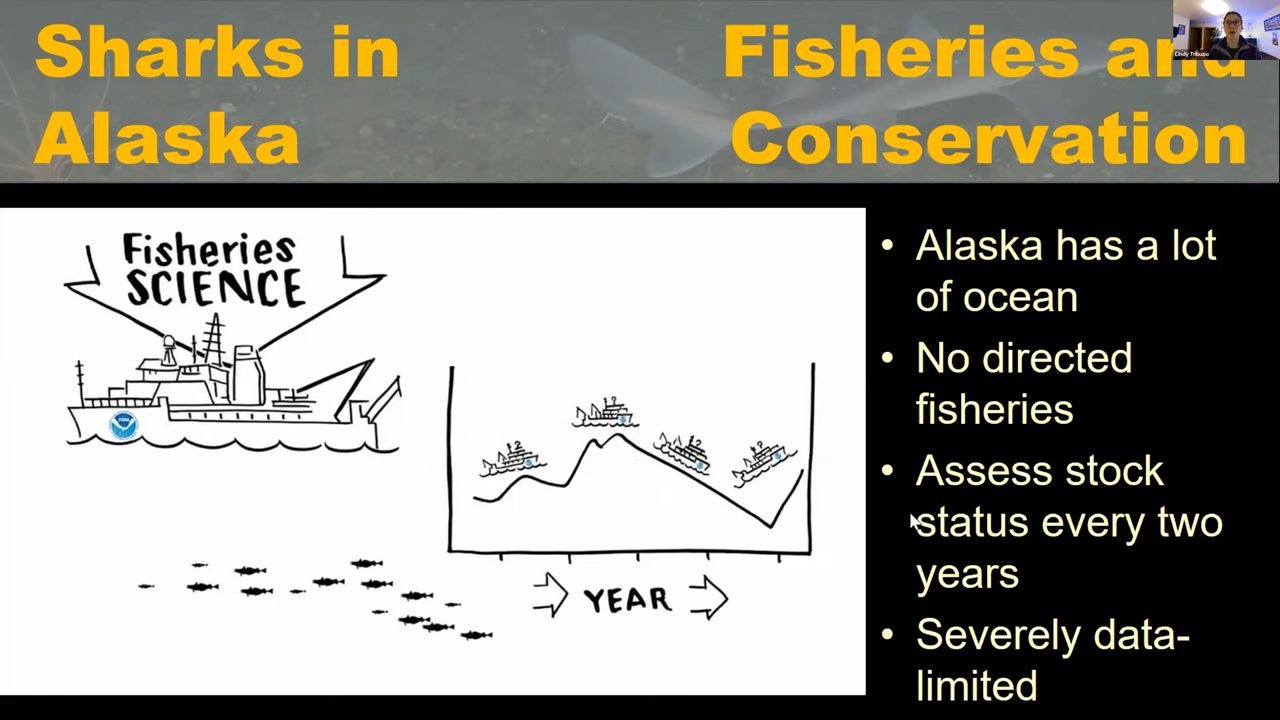 Sharks in
Alaska
Fisheries and
Conservation
Cindy Tribuzio
Fisheries
SCIENCE
YEAR
• Alaska has a lot
of ocean
• No directed
fisheries
• Assess stock
status every two
years
• Severely data-
limited